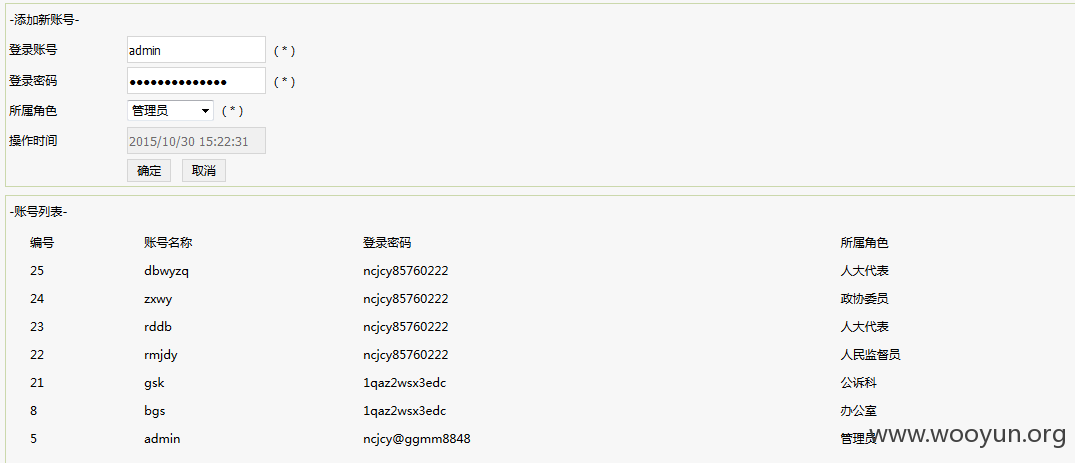 -添加新账号-
登录账号 admin ( * )
登录密码 ●●●●●●●●●●●●●● ( * )
所属角色 管理员 ( * )
操作时间 2015/10/30 15:22:31
确定 取消
-账号列表-
编号 账号名称 登录密码 所属角色
25 dbwyzq ncjcy85760222 人大代表
24 zxwy ncjcy85760222 政协委员
23 rddb ncjcy85760222 人大代表
22 rmjdy ncjcy85760222 人民监督员
21 gsk 1qaz2wsx3edc 公诉科
8 bgs 1qaz2wsx3edc 办公室
5 admin ncjcy@ggmm8848 管理员
www.wooyun.org